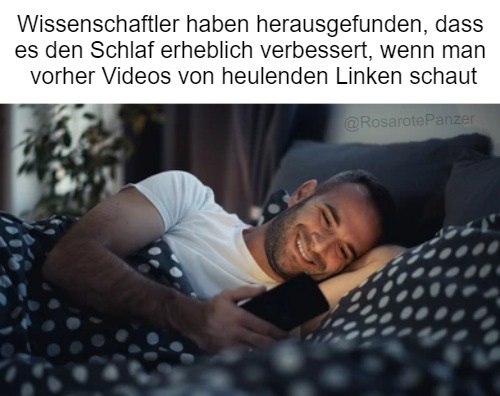 Wissenschaftler haben herausgefunden, dass
es den Schlaf erheblich verbessert, wenn man
vorher Videos von heulenden Linken schaut
@RosarotePanzer